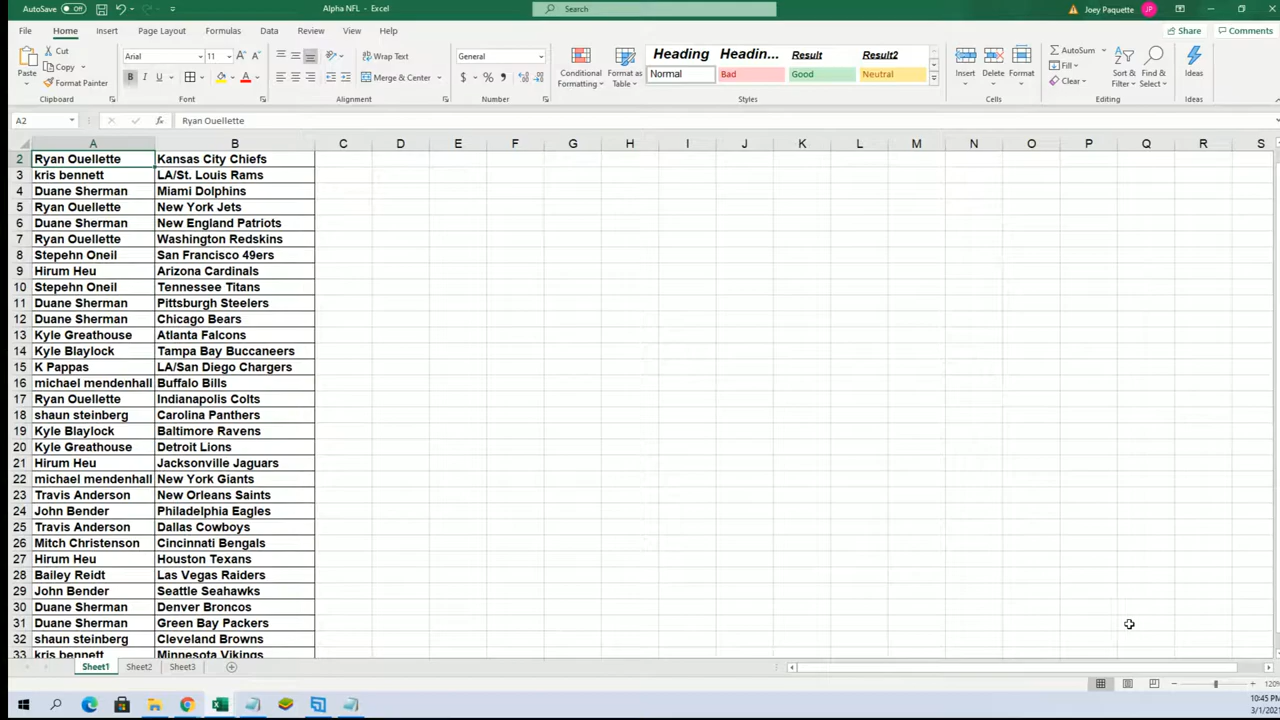 AutoSave Off Alpha NFL - Excel Search Joey Paquette JP
File Home Insert Page Layout Formulas Data Review View Help Share Comments
Paste Cut Copy Format Painter Clipboard
Arial 11 B I U A Font
Wrap Text Merge & Center Alignment
General $ % 9 Number
Conditional Formatting Format as Table
Heading Headin... Result Result2
Normal Bad Good Neutral
Styles
Insert Delete Format Cells
AutoSum Fill Clear Sort & Filter Find & Select Editing
Ideas Ideas
A2 fx Ryan Ouellette
A B C D E F G H I J K L M N O P Q R S
2 Ryan Ouellette Kansas City Chiefs
3 kris bennett LA/St. Louis Rams
4 Duane Sherman Miami Dolphins
5 Ryan Ouellette New York Jets
6 Duane Sherman New England Patriots
7 Ryan Ouellette Washington Redskins
8 Stepehn Oneil San Francisco 49ers
9 Hirum Heu Arizona Cardinals
10 Stepehn Oneil Tennessee Titans
11 Duane Sherman Pittsburgh Steelers
12 Duane Sherman Chicago Bears
13 Kyle Greathouse Atlanta Falcons
14 Kyle Blaylock Tampa Bay Buccaneers
15 K Pappas LA/San Diego Chargers
16 michael mendenhall Buffalo Bills
17 Ryan Ouellette Indianapolis Colts
18 shaun steinberg Carolina Panthers
19 Kyle Blaylock Baltimore Ravens
20 Kyle Greathouse Detroit Lions
21 Hirum Heu Jacksonville Jaguars
22 michael mendenhall New York Giants
23 Travis Anderson New Orleans Saints
24 John Bender Philadelphia Eagles
25 Travis Anderson Dallas Cowboys
26 Mitch Christenson Cincinnati Bengals
27 Hirum Heu Houston Texans
28 Bailey Reidt Las Vegas Raiders
29 John Bender Seattle Seahawks
30 Duane Sherman Denver Broncos
31 Duane Sherman Green Bay Packers
32 shaun steinberg Cleveland Browns
33 kris bennett Minnesota Vikings
Sheet1 Sheet2 Sheet3
120%
10:45 PM
3/1/2021